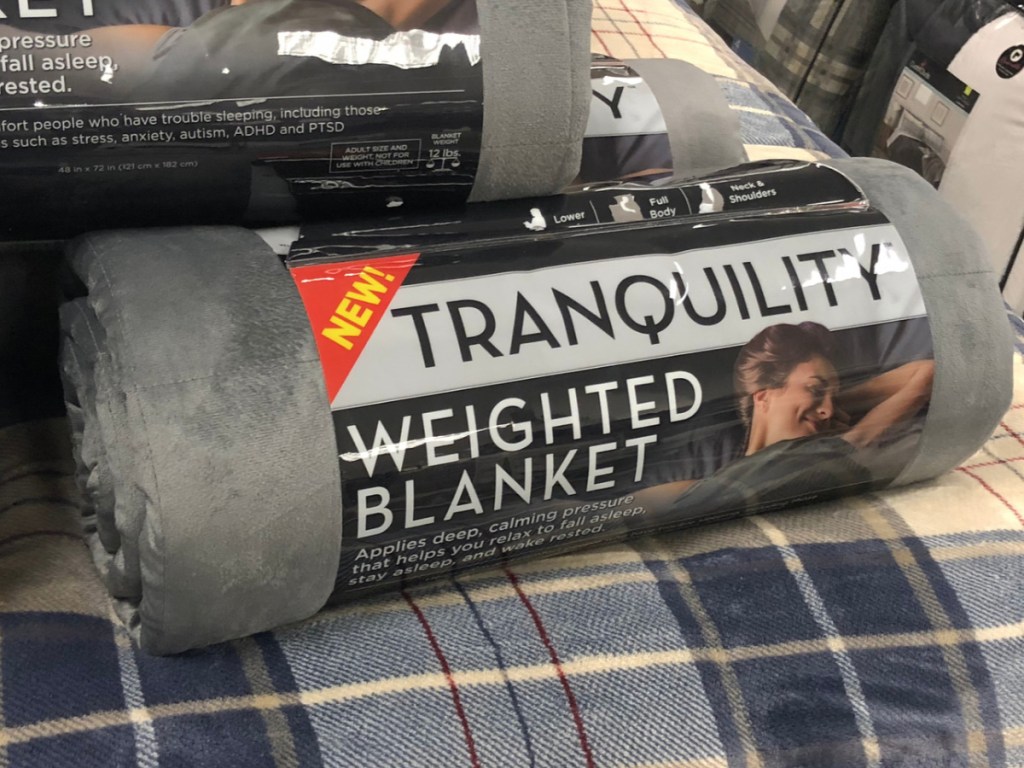 pressure
fall asleep,
rested.
fort people who have trouble sleeping, including those
s such as stress, anxiety, autism, ADHD and PTSD
48 in x 72 in (121 cm x 182 cm)
ADULT SIZE AND
WEIGHT. NOT FOR
USE WITH CHILDREN
BLANKET
WEIGHT
12 lbs
Y
Lower
Full
Body
Neck &
Shoulders
NEW!
TRANQUILITY
WEIGHTED
BLANKET
Applies deep, calming pressure
that helps you relax to fall asleep,
stay asleep, and wake rested.